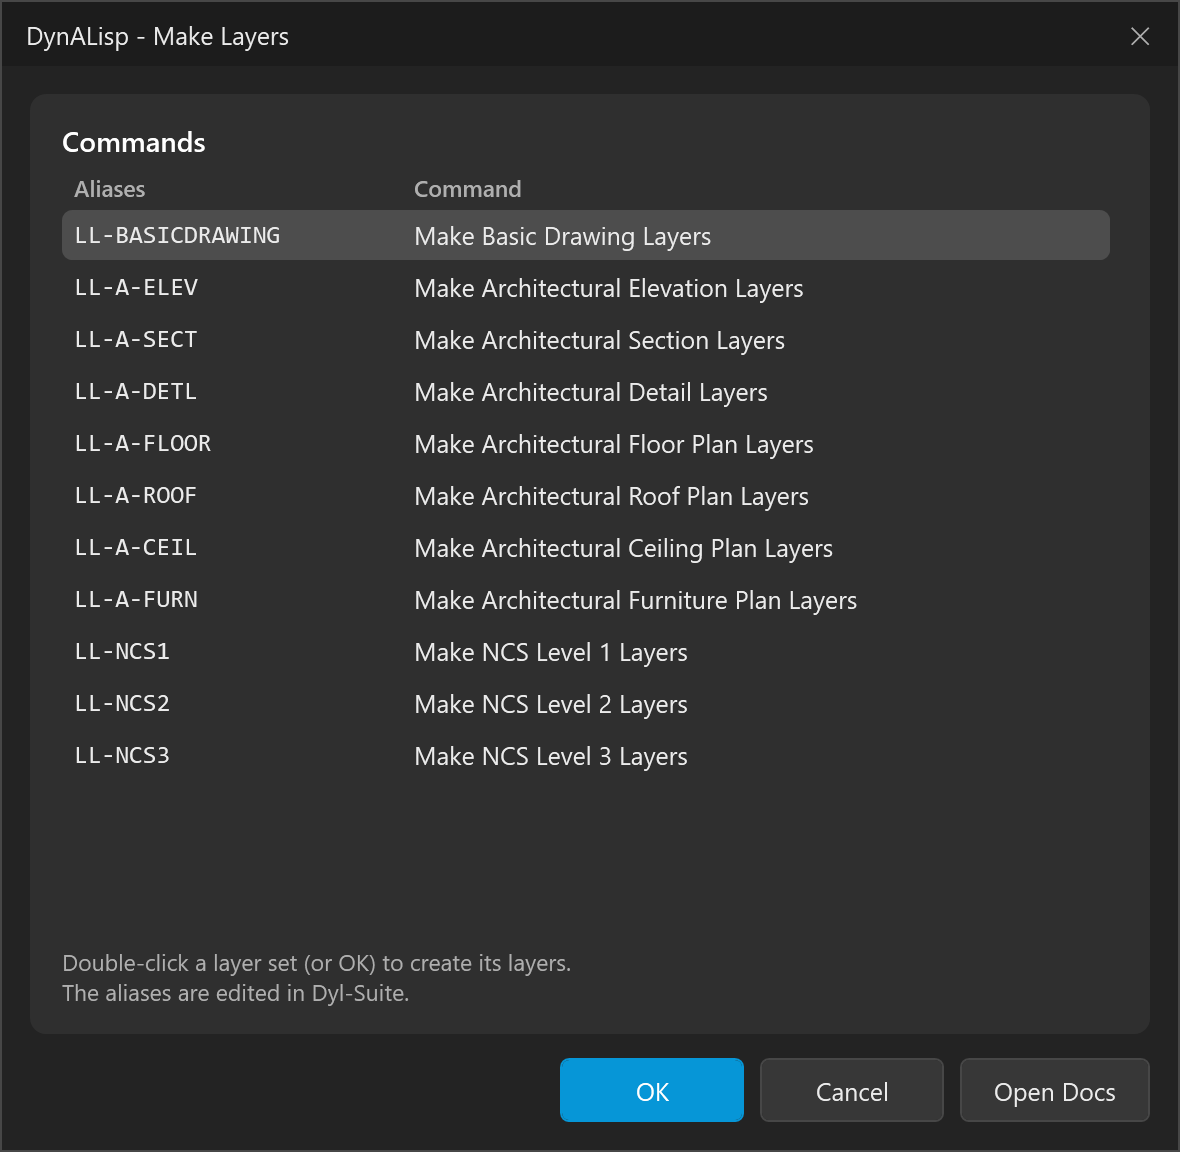 DynALisp - Make Layers
Commands
Aliases Command
LL-BASICDRAWING Make Basic Drawing Layers
LL-A-ELEV Make Architectural Elevation Layers
LL-A-SECT Make Architectural Section Layers
LL-A-DETL Make Architectural Detail Layers
LL-A-FLOOR Make Architectural Floor Plan Layers
LL-A-ROOF Make Architectural Roof Plan Layers
LL-A-CEIL Make Architectural Ceiling Plan Layers
LL-A-FURN Make Architectural Furniture Plan Layers
LL-NCS1 Make NCS Level 1 Layers
LL-NCS2 Make NCS Level 2 Layers
LL-NCS3 Make NCS Level 3 Layers
Double-click a layer set (or OK) to create its layers.
The aliases are edited in Dyl-Suite.
OK Cancel Open Docs